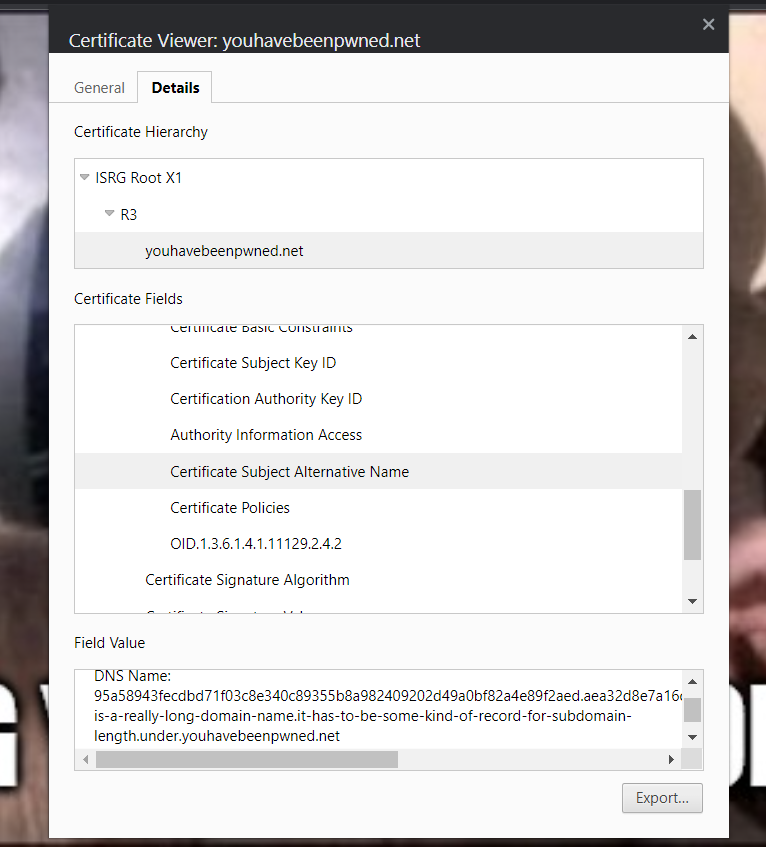 Certificate Viewer: youhavebeenpwned.net
General
Details
Certificate Hierarchy
ISRG Root X1
R3
youhavebeenpwned.net
Certificate Fields
Certificate Basic Constraints
Certificate Subject Key ID
Certification Authority Key ID
Authority Information Access
Certificate Subject Alternative Name
Certificate Policies
OID.1.3.6.1.4.1.11129.2.4.2
Certificate Signature Algorithm
Field Value
DNS Name:
95a58943fecdbd71f03c8e340c89355b8a982409202d49a0bf82a4e89f2aed.aea32d8e7a16
is-a-really-long-domain-name.it-has-to-be-some-kind-of-record-for-subdomain-
length.under.youhavebeenpwned.net
Export...